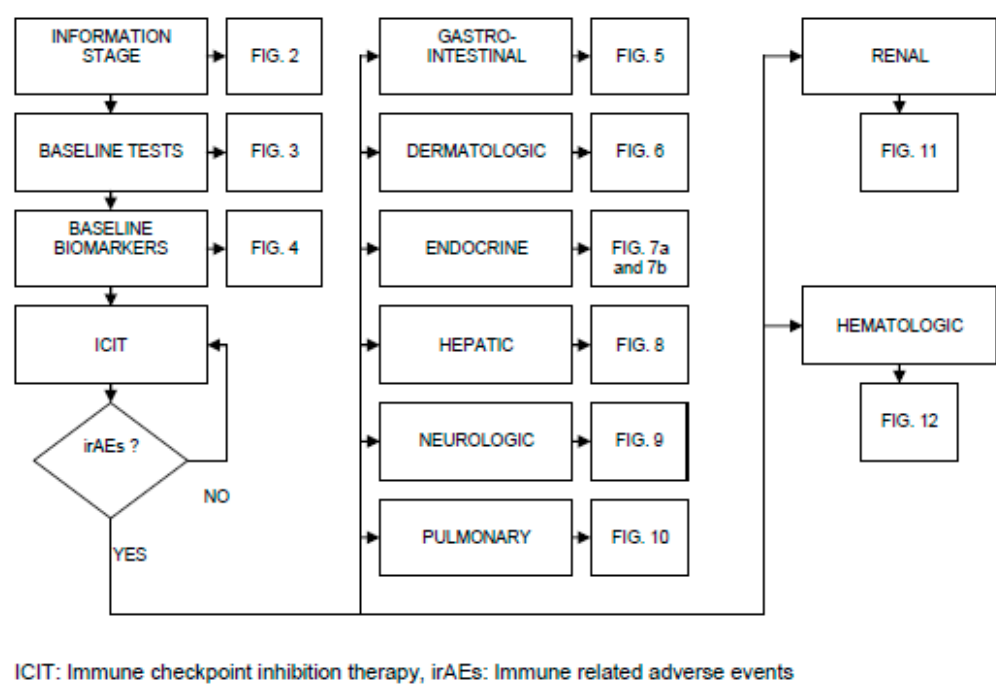 INFORMATION
STAGE
FIG. 2
BASELINE TESTS
FIG. 3
BASELINE
BIOMARKERS
FIG. 4
ICIT
irAEs ?
NO
YES
GASTRO-
INTESTINAL
FIG. 5
DERMATOLOGIC
FIG. 6
ENDOCRINE
FIG. 7a
and 7b
HEPATIC
FIG. 8
NEUROLOGIC
FIG. 9
PULMONARY
FIG. 10
RENAL
FIG. 11
HEMATOLOGIC
FIG. 12
ICIT: Immune checkpoint inhibition therapy, irAEs: Immune related adverse events